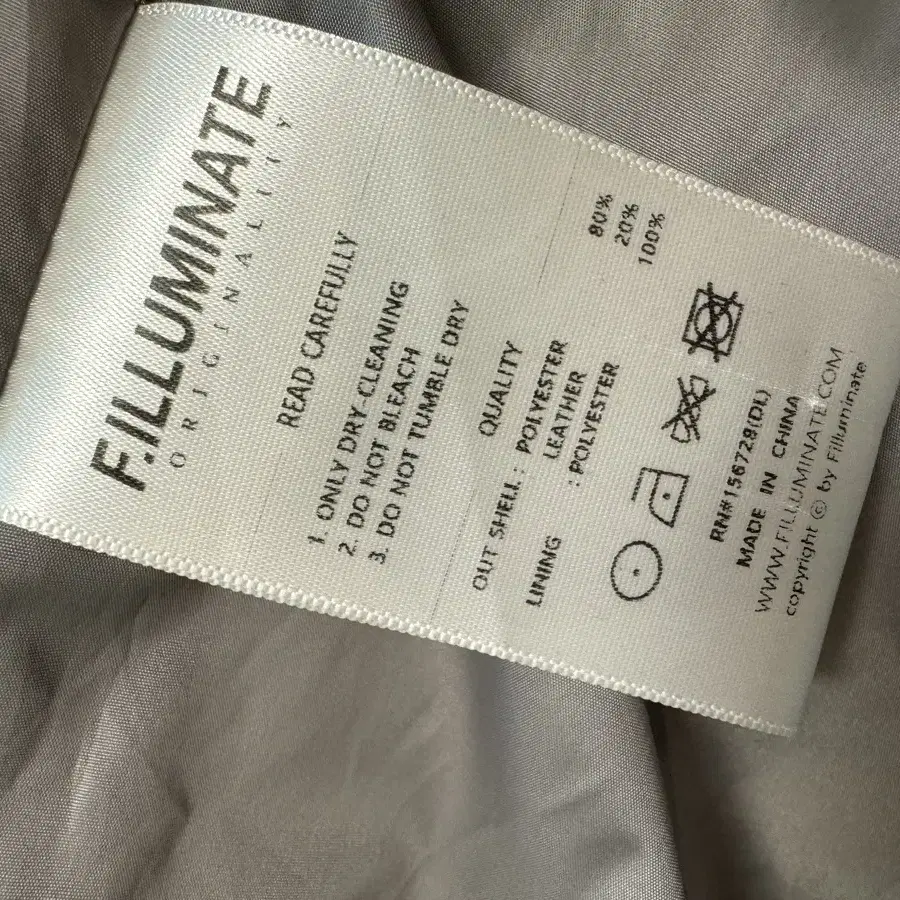 F.ILLUMINATE
ORIGINALITY
READ CAREFULLY
1. ONLY DRY-CLEANING
2. DO NOT BLEACH
3. DO NOT TUMBLE DRY
QUALITY
OUT SHELL : POLYESTER 80%
LEATHER 20%
LINING : POLYESTER 100%
RN#156728(DL)
MADE IN CHINA
WWW.FILLUMINATE.COM
copyright © by Filluminate